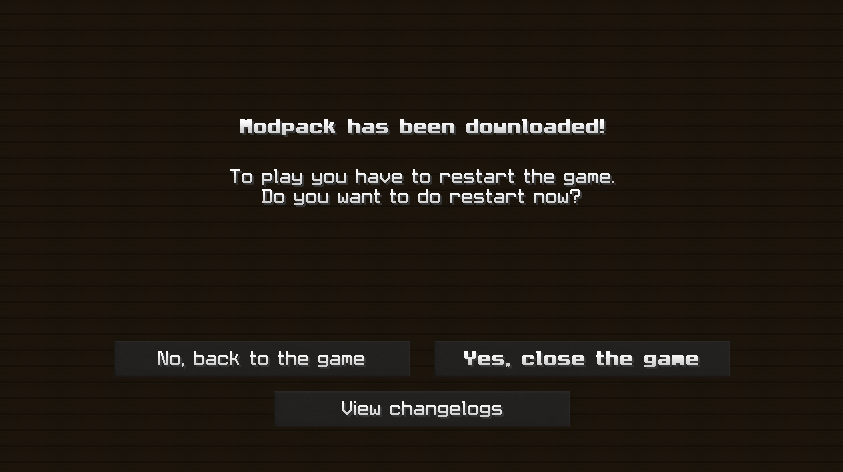 Modpack has been downloaded!
To play you have to restart the game.
Do you want to do restart now?
No, back to the game
Yes, close the game
View changelogs